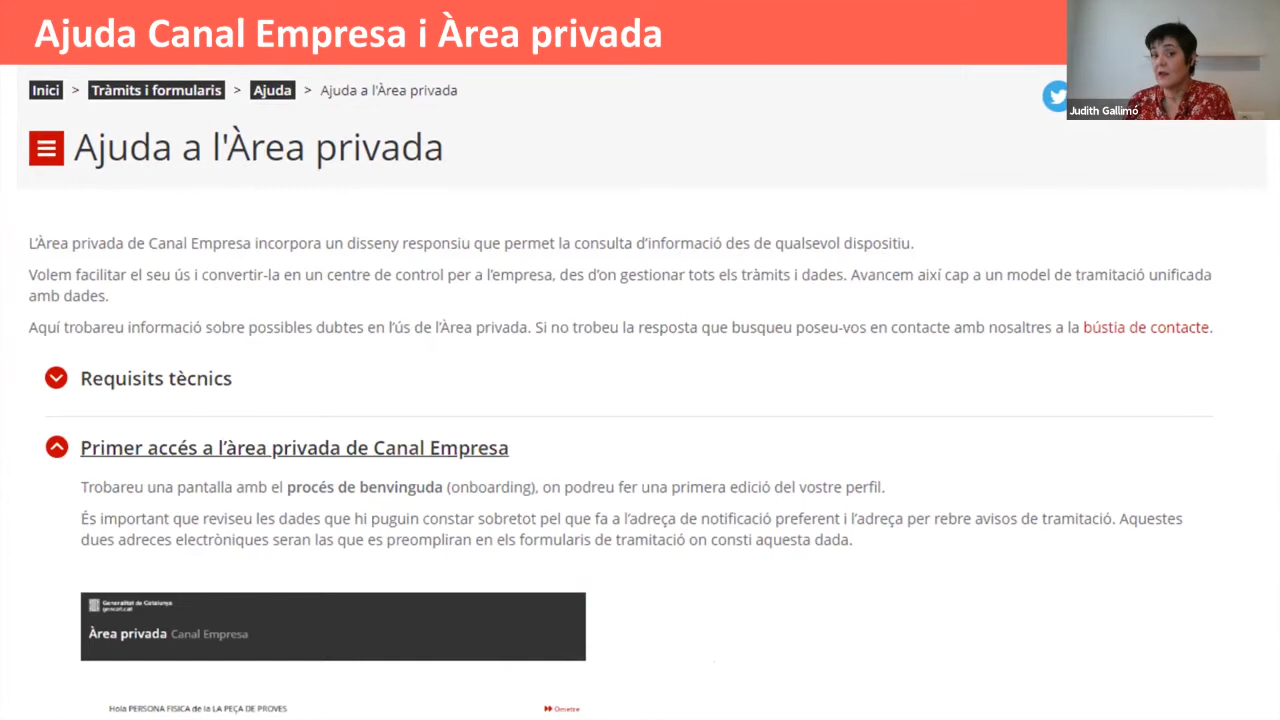 Ajuda Canal Empresa i Àrea privada
Judith Gallimó
Inici > Tràmits i formularis > Ajuda > Ajuda a l'Àrea privada
Ajuda a l'Àrea privada
L'Àrea privada de Canal Empresa incorpora un disseny responsiu que permet la consulta d'informació des de qualsevol dispositiu.
Volem facilitar el seu ús i convertir-la en un centre de control per a l'empresa, des d'on gestionar tots els tràmits i dades. Avancem així cap a un model de tramitació unificada
amb dades.
Aquí trobareu informació sobre possibles dubtes en l'ús de l'Àrea privada. Si no trobeu la resposta que busqueu poseu-vos en contacte amb nosaltres a la bústia de contacte.
Requisits tècnics
Primer accés a l'àrea privada de Canal Empresa
Trobareu una pantalla amb el procés de benvinguda (onboarding), on podreu fer una primera edició del vostre perfil.
És important que reviseu les dades que hi puguin constar sobretot pel que fa a l'adreça de notificació preferent i l'adreça per rebre avisos de tramitació. Aquestes
dues adreces electròniques seran las que es preompliran en els formularis de tramitació on consti aquesta dada.
Generalitat de Catalunya
gencat.cat
Àrea privada Canal Empresa
Hola PERSONA FISICA de la LA PEÇA DE PROVES
Ometre